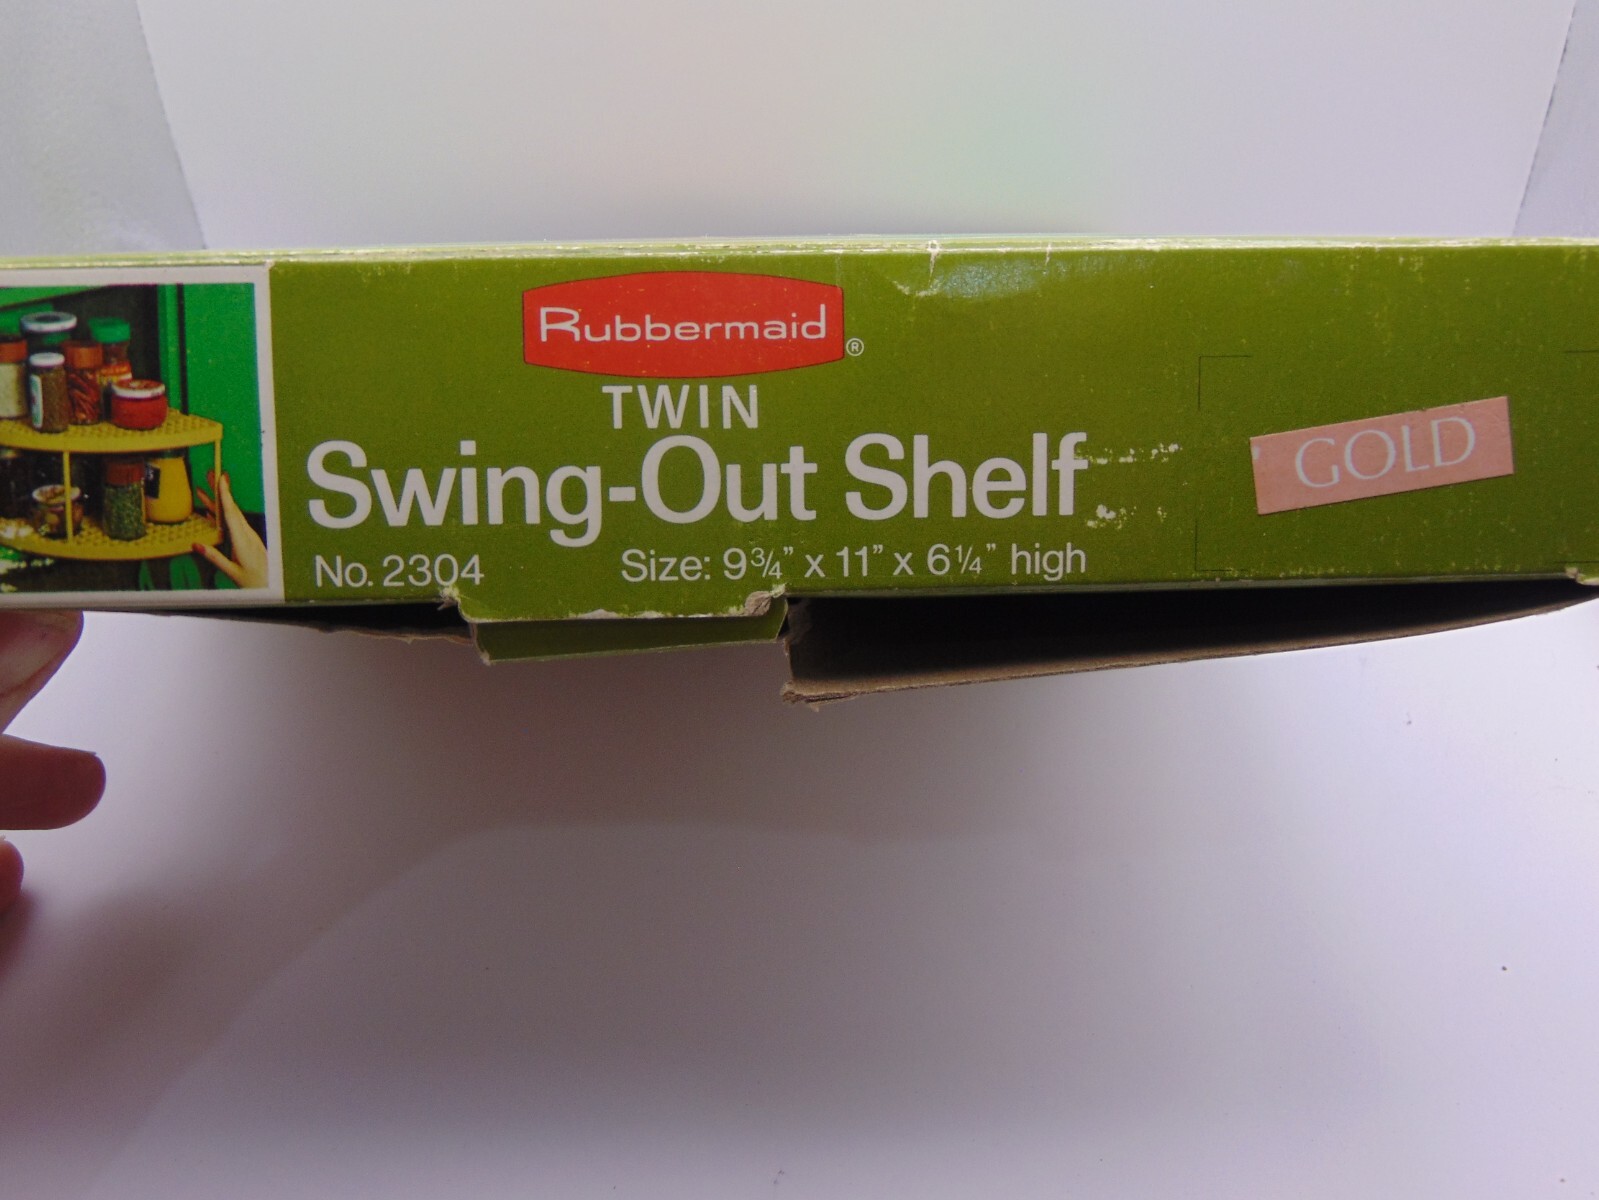 Rubbermaid®
TWIN
Swing-Out Shelf
No. 2304 Size: 9¾” x 11” x 6¼” high
GOLD